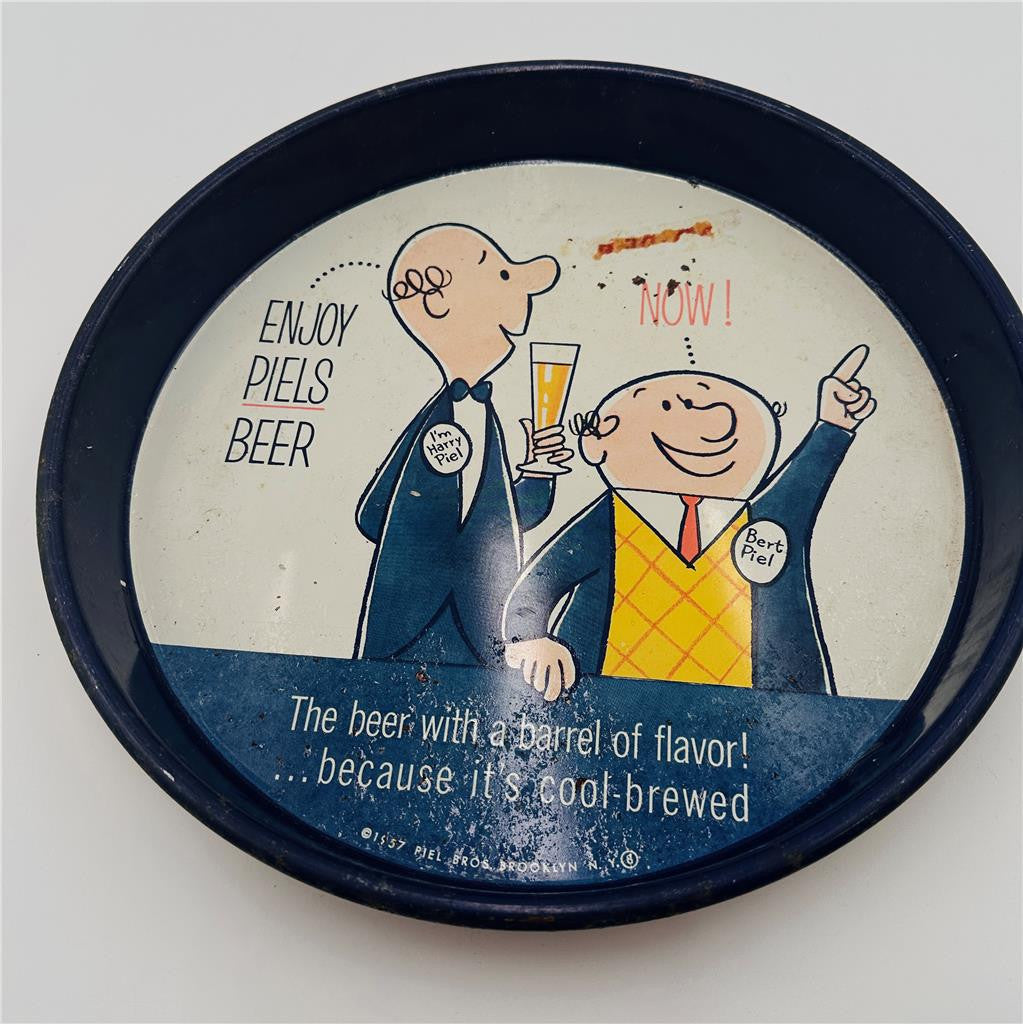 ENJOY
PIELS
BEER
NOW!
I'm
Harry
Piel
Bert
Piel
The beer with a barrel of flavor!
...because it's cool-brewed
©1957 PIEL BROS. BROOKLYN N.Y.